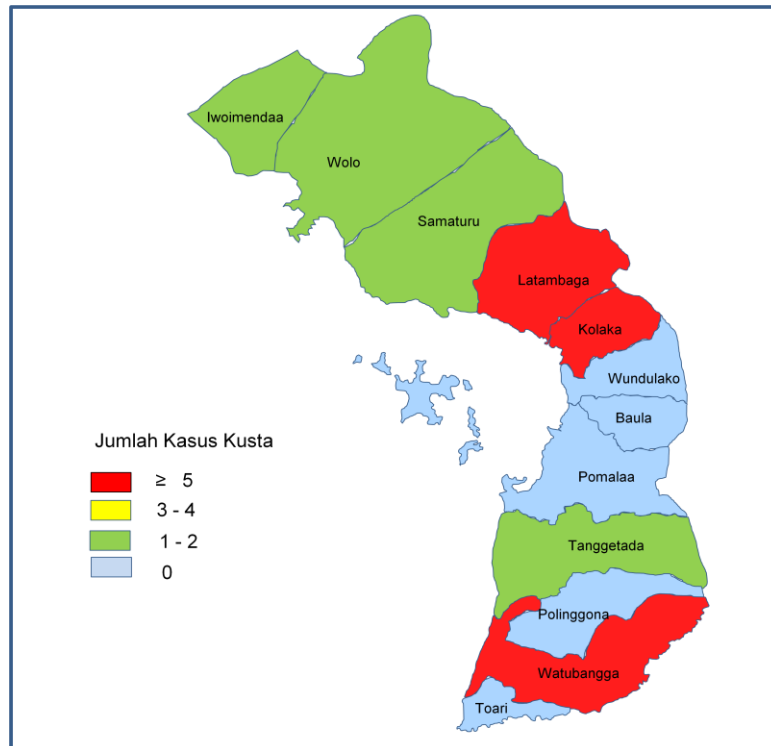 Iwoimendaa
Wolo
Samaturu
Latambaga
Kolaka
Wundulako
Baula
Pomalaa
Tanggetada
Polinggona
Watubangga
Toari
Jumlah Kasus Kusta
≥ 5
3 - 4
1 - 2
0